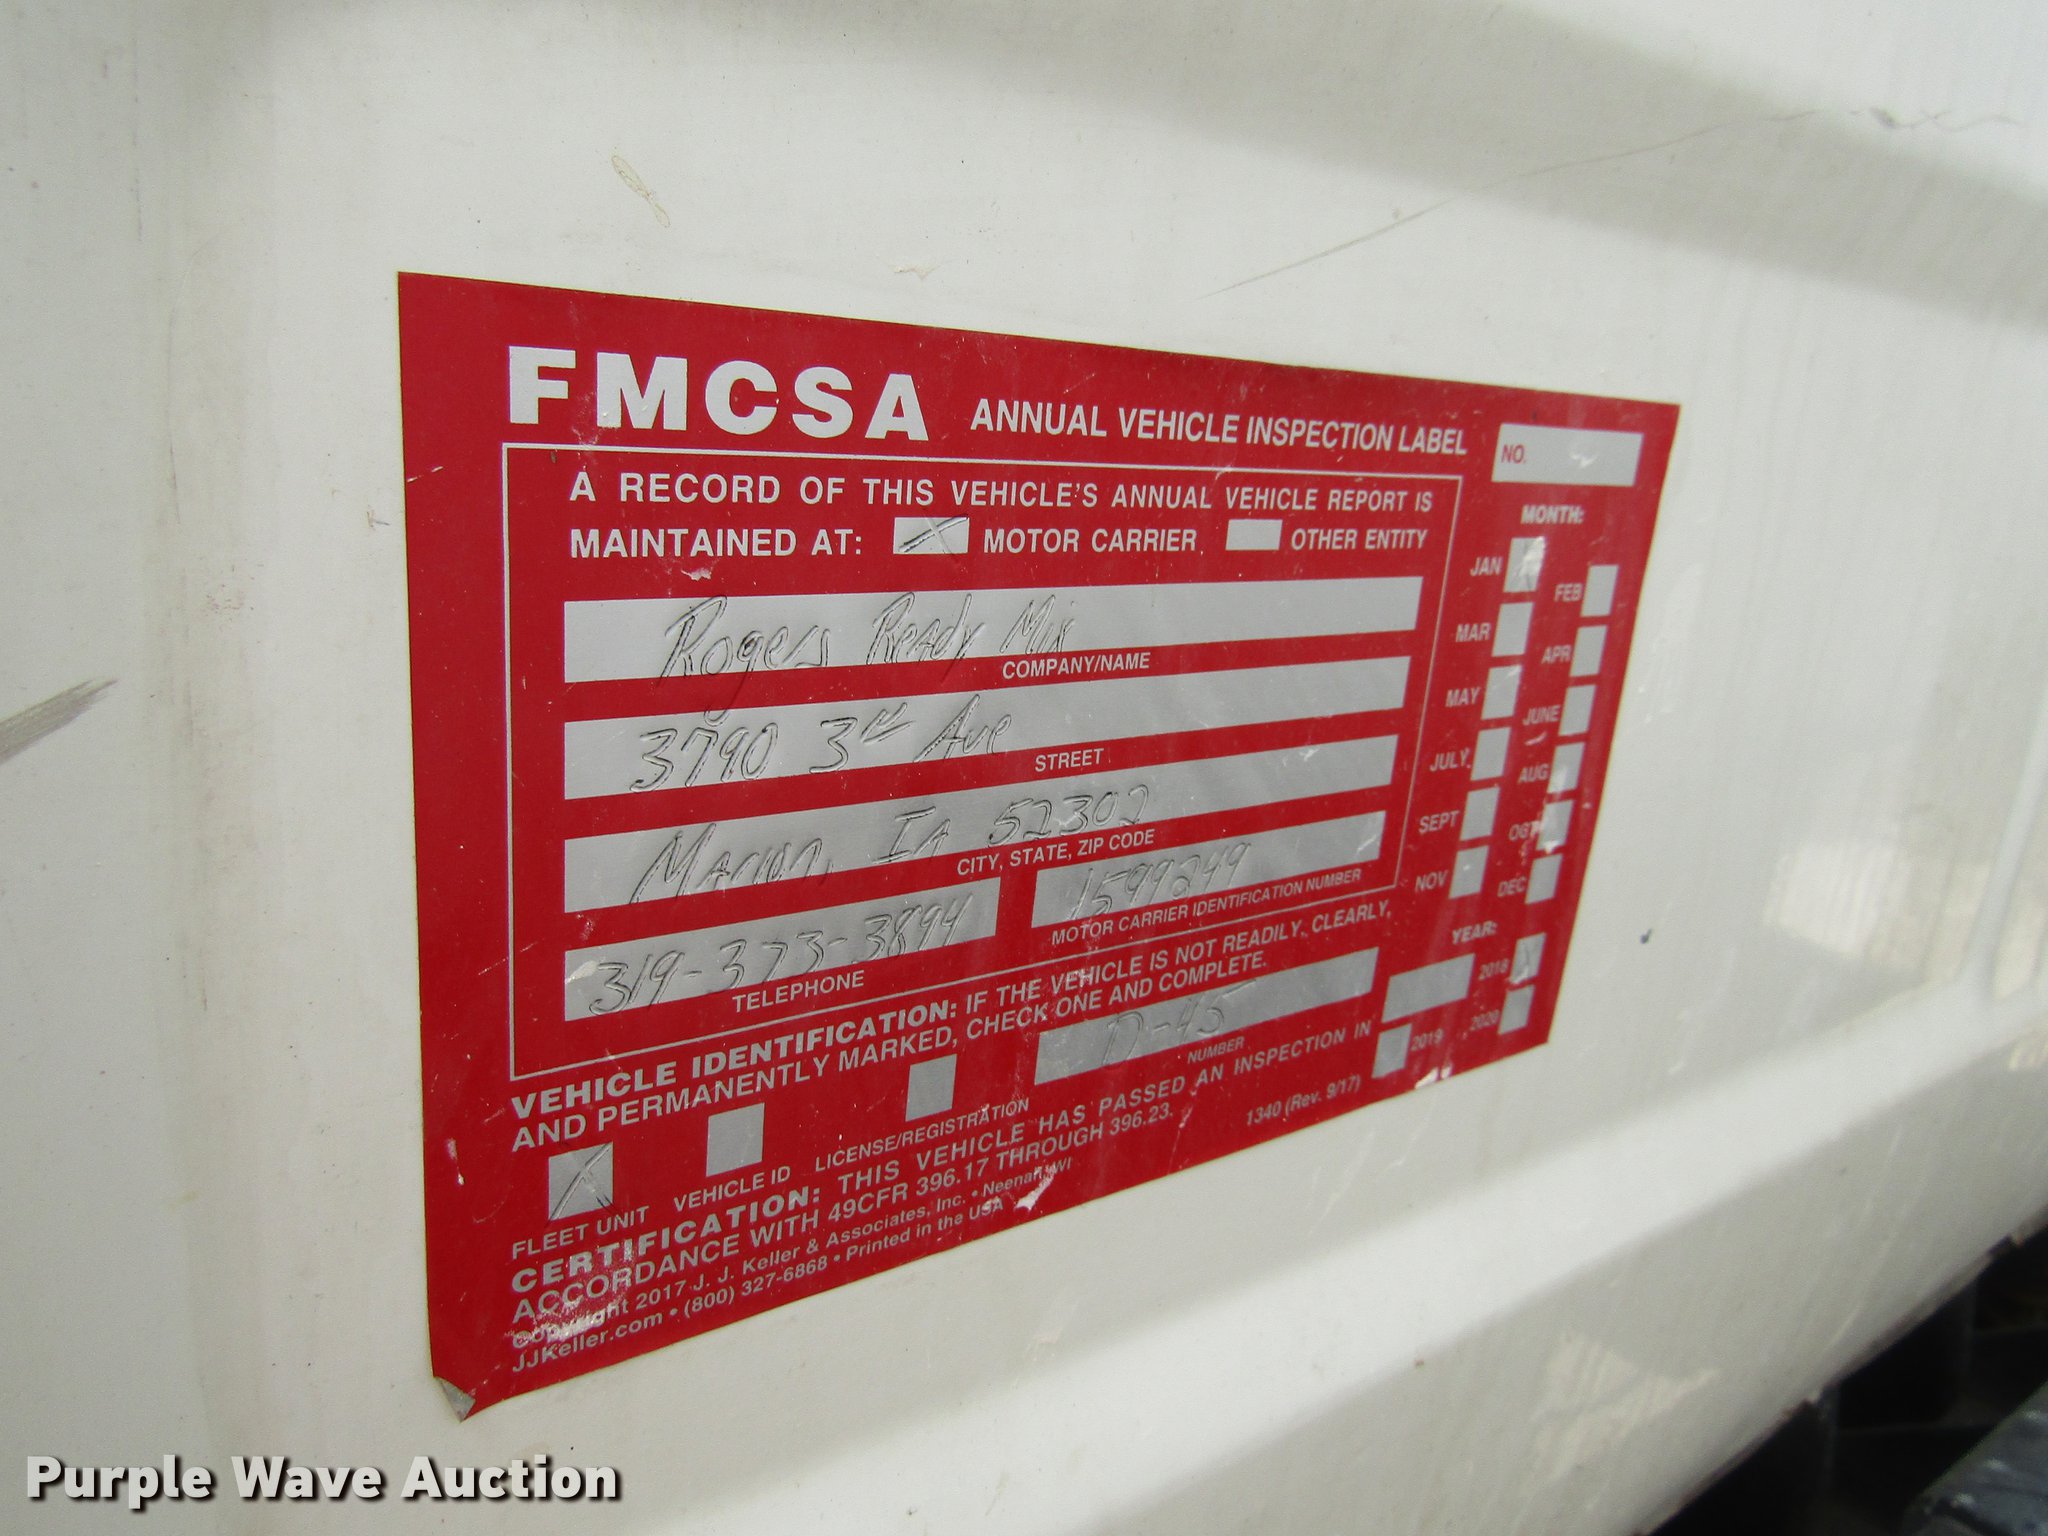 FMCSA ANNUAL VEHICLE INSPECTION LABEL
NO.
A RECORD OF THIS VEHICLE'S ANNUAL VEHICLE REPORT IS
MAINTAINED AT: X MOTOR CARRIER OTHER ENTITY
Rogers Ready Mix
COMPANY/NAME
3790 3rd Ave
STREET
Marion, IA 52302
CITY, STATE, ZIP CODE
319-373-3894 1599249
TELEPHONE MOTOR CARRIER IDENTIFICATION NUMBER
MONTH:
JAN X FEB
MAR APR
MAY JUNE
JULY AUG
SEPT OCT
NOV DEC
YEAR:
2018 X
2019 2020
VEHICLE IDENTIFICATION: IF THE VEHICLE IS NOT READILY, CLEARLY,
AND PERMANENTLY MARKED, CHECK ONE AND COMPLETE.
X D-45
FLEET UNIT VEHICLE ID LICENSE/REGISTRATION NUMBER
CERTIFICATION: THIS VEHICLE HAS PASSED AN INSPECTION IN
ACCORDANCE WITH 49CFR 396.17 THROUGH 396.23.
Copyright 2017 J. J. Keller & Associates, Inc. • Neenah, WI
JJKeller.com • (800) 327-6868 • Printed in the USA
1340 (Rev. 9/17)
Purple Wave Auction